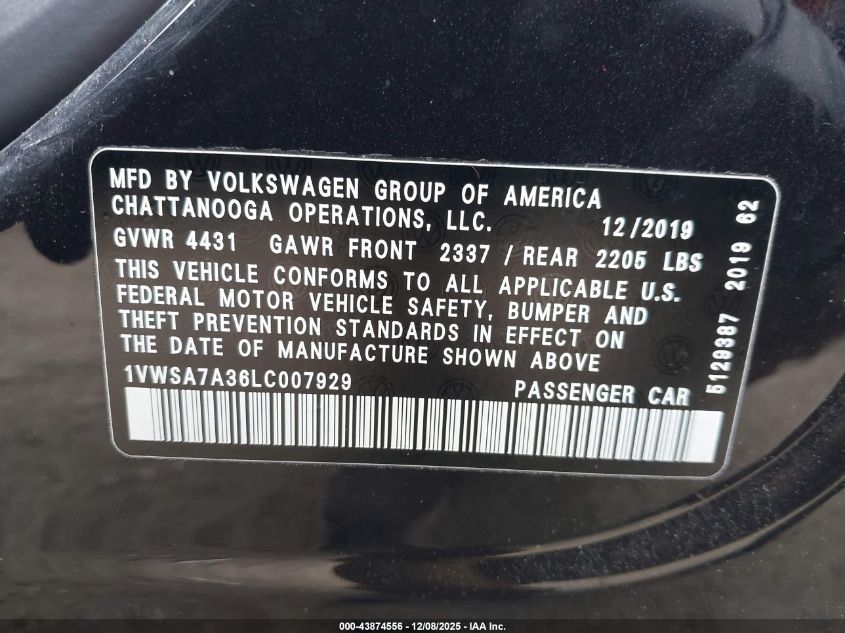 MFD BY VOLKSWAGEN GROUP OF AMERICA
CHATTANOOGA OPERATIONS, LLC. 12/2019
GVWR 4431 GAWR FRONT 2337 / REAR 2205 LBS
THIS VEHICLE CONFORMS TO ALL APPLICABLE U.S.
FEDERAL MOTOR VEHICLE SAFETY, BUMPER AND
THEFT PREVENTION STANDARDS IN EFFECT ON
THE DATE OF MANUFACTURE SHOWN ABOVE
1VWSA7A36LC007929 PASSENGER CAR
5129387 2019 62
000-43874556 - 12/08/2025 - IAA Inc.